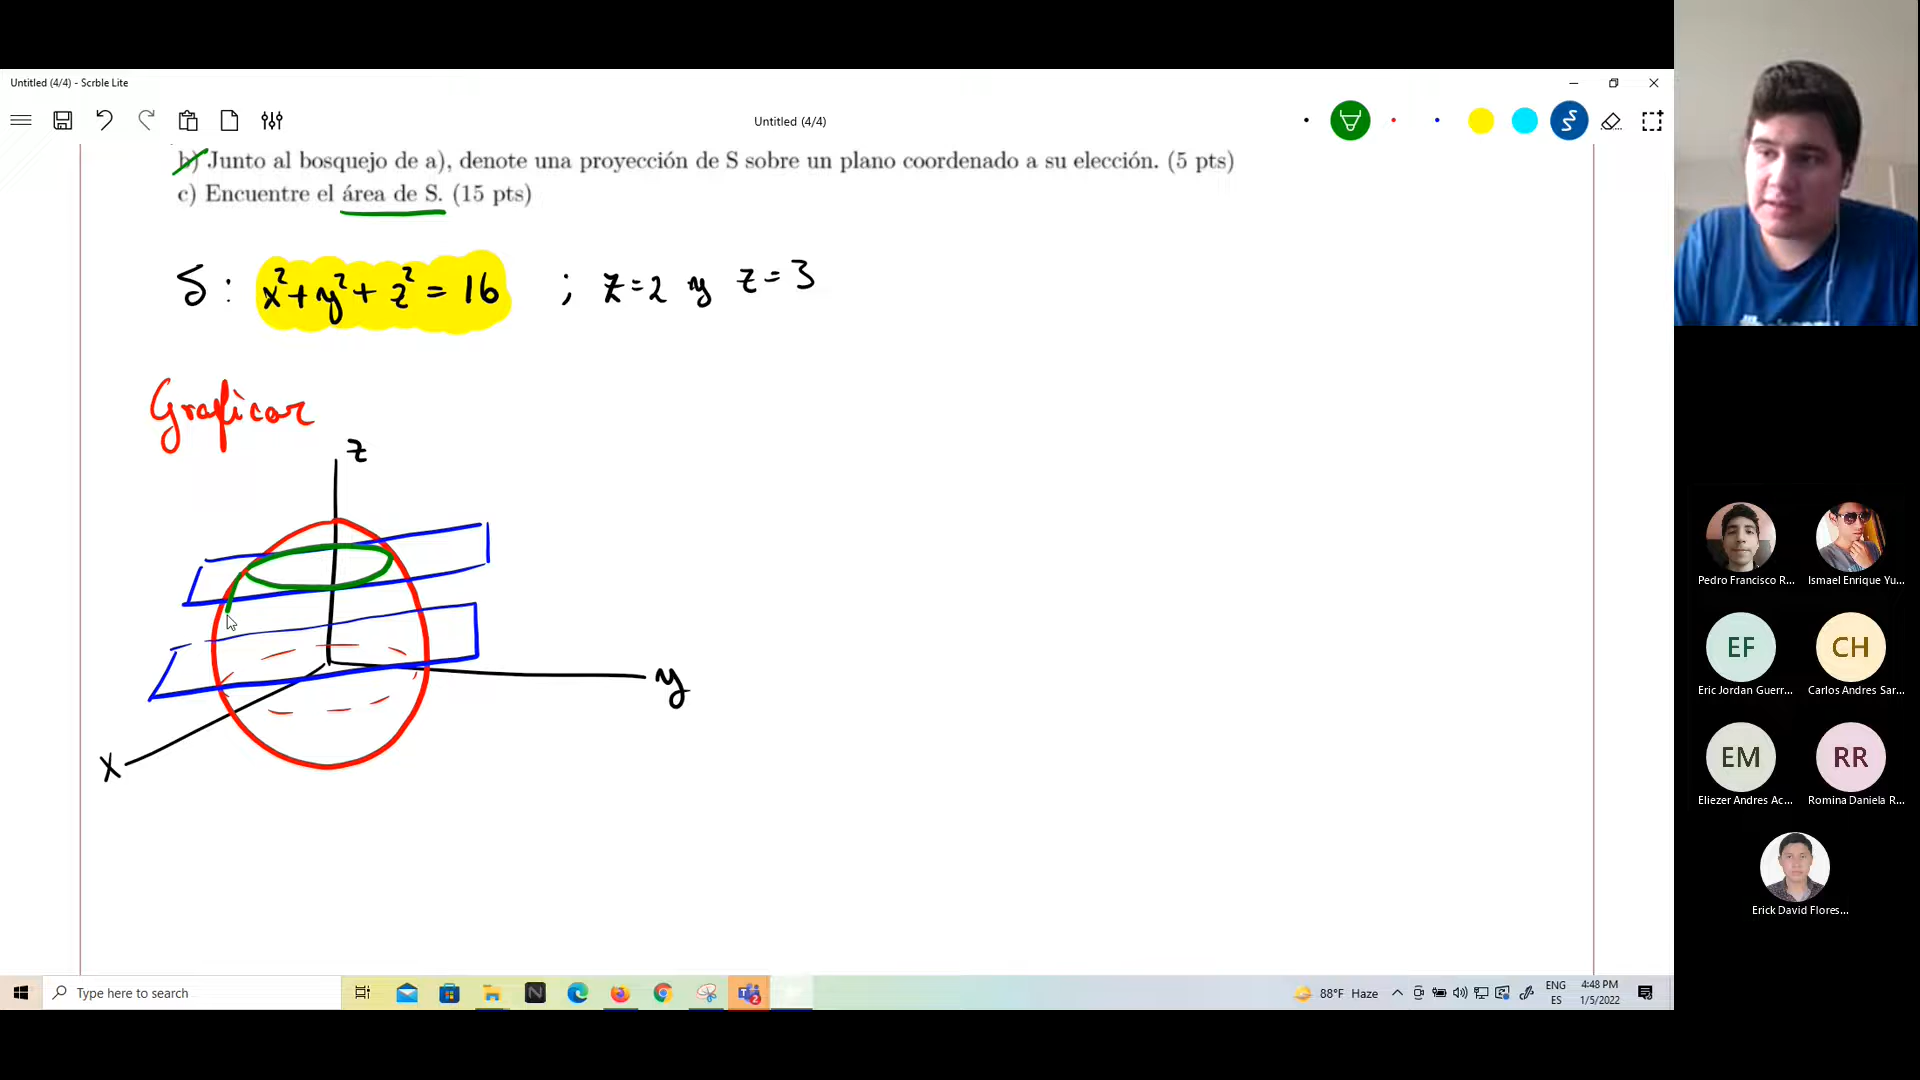 Untitled (4/4) - Scrble Lite
Untitled (4/4)
b) Junto al bosquejo de a), denote una proyección de S sobre un plano coordenado a su elección. (5 pts)
c) Encuentre el área de S. (15 pts)
S: x²+y²+z² = 16 ; z=2 y z=3
Graficar
z
y
x
Pedro Francisco R...
Ismael Enrique Yu...
EF
CH
Eric Jordan Guerr...
Carlos Andres Sar...
EM
RR
Eliezer Andres Ac...
Romina Daniela R...
Erick David Flores...
Type here to search
88°F Haze
ENG
ES
4:48 PM
1/5/2022